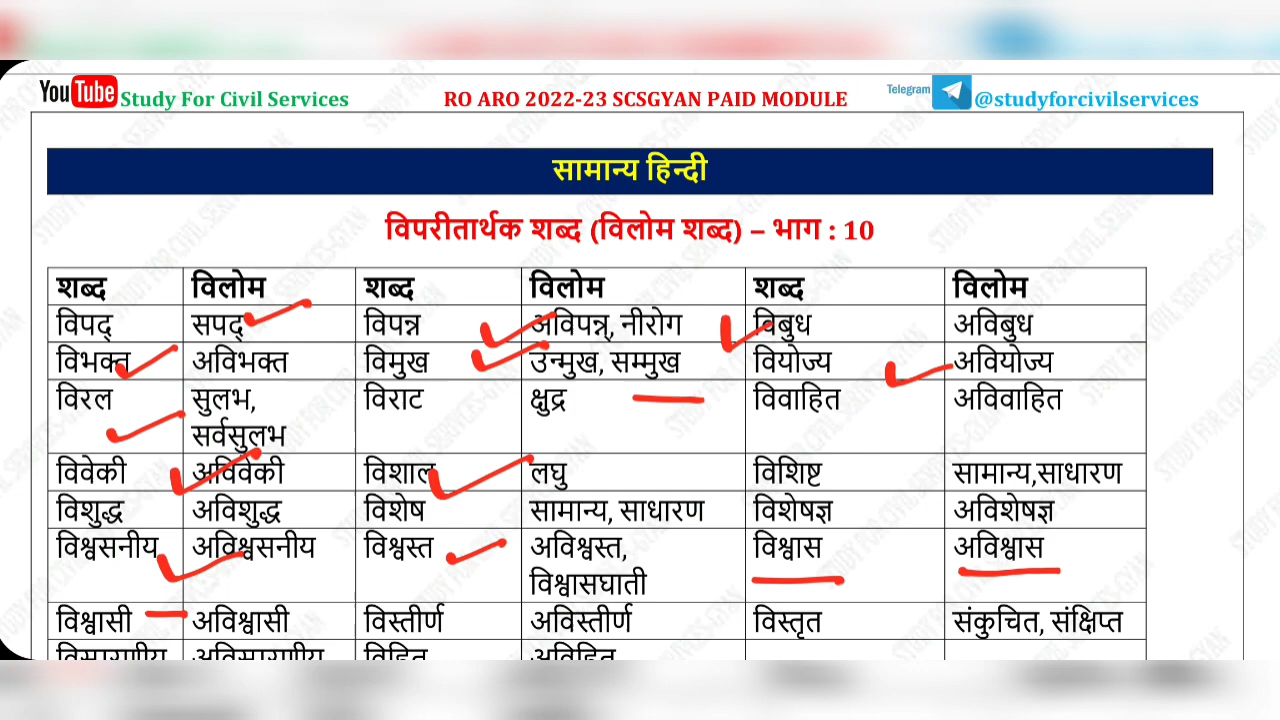 YouTube Study For Civil Services RO ARO 2022-23 SCSGYAN PAID MODULE Telegram @studyforcivilservices
सामान्य हिन्दी
विपरीतार्थक शब्द (विलोम शब्द) – भाग : 10
शब्द विलोम शब्द विलोम शब्द विलोम
विपद् सपद् विपन्न अविपन्न्, नीरोग विबुध अविबुध
विभक्त अविभक्त विमुख उन्मुख, सम्मुख वियोज्य अवियोज्य
विरल सुलभ, विराट क्षुद्र विवाहित अविवाहित
सर्वसुलभ
विवेकी अविवेकी विशाल लघु विशिष्ट सामान्य,साधारण
विशुद्ध अविशुद्ध विशेष सामान्य, साधारण विशेषज्ञ अविशेषज्ञ
विश्वसनीय अविश्वसनीय विश्वस्त अविश्वस्त, विश्वास अविश्वास
विश्वासघाती
विश्वासी अविश्वासी विस्तीर्ण अविस्तीर्ण विस्तृत संकुचित, संक्षिप्त